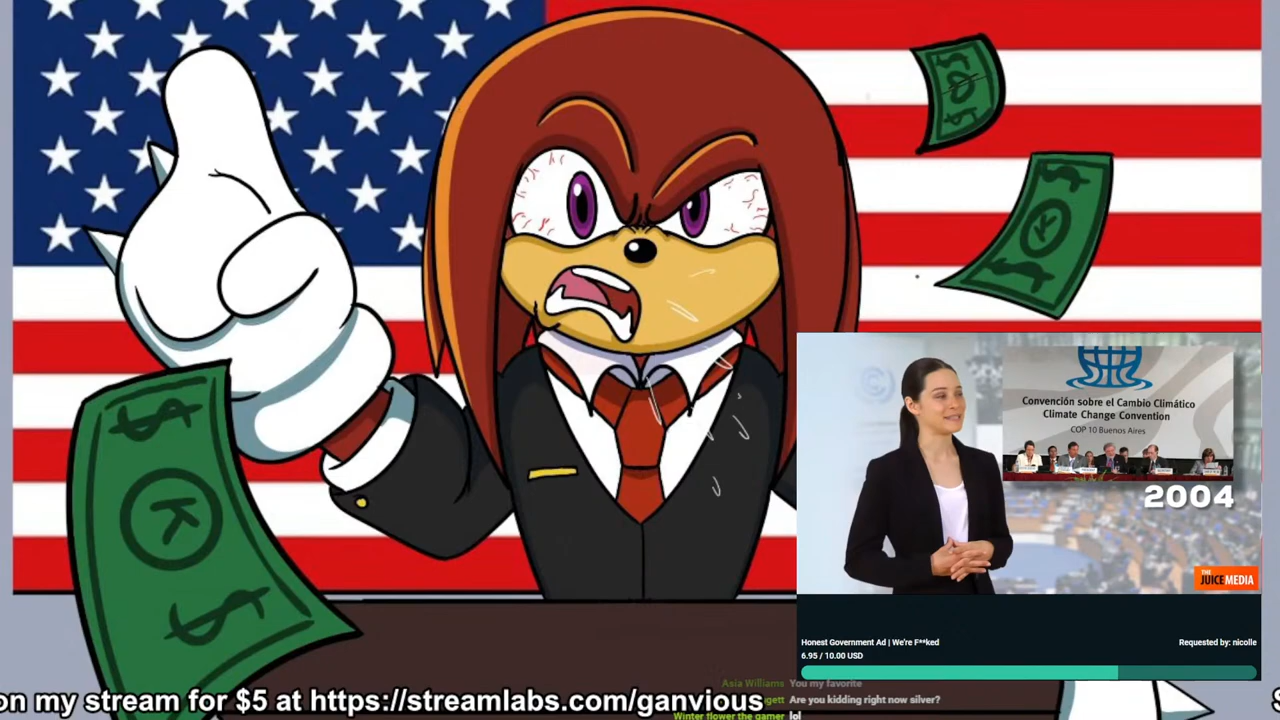 $
K
$
$
$
$
K
$
Convención sobre el Cambio Climático
Climate Change Convention
COP 10 Buenos Aires
2004
THE
JUICEMEDIA
Honest Government Ad | We're F**ked
Requested by: nicolle
6.95 / 10.00 USD
Asia Williams You my favorite
gett Are you kidding right now silver?
Winter flower the gamer lol
on my stream for $5 at https://streamlabs.com/ganvious